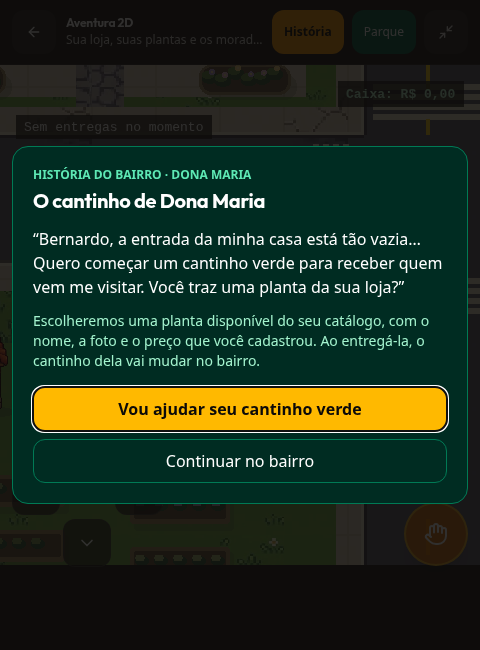 Aventura 2D
Sua loja, suas plantas e os morad…
História
Parque
Caixa: R$ 0,00
Sem entregas no momento
HISTÓRIA DO BAIRRO · DONA MARIA
O cantinho de Dona Maria
“Bernardo, a entrada da minha casa está tão vazia…
Quero começar um cantinho verde para receber quem
vem me visitar. Você traz uma planta da sua loja?”
Escolheremos uma planta disponível do seu catálogo, com o
nome, a foto e o preço que você cadastrou. Ao entregá-la, o
cantinho dela vai mudar no bairro.
Vou ajudar seu cantinho verde
Continuar no bairro